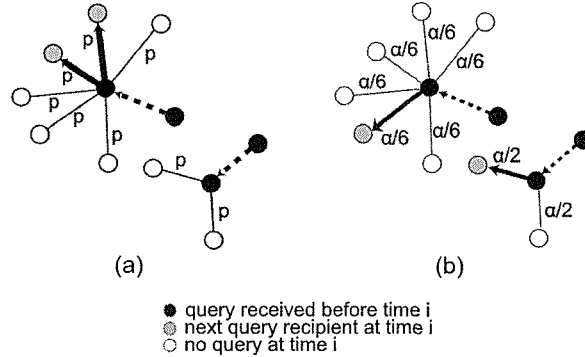 p
p
p
p
p
p
p
p
(a)
α/6
α/6
α/6
α/6
α/6
α/6
α/2
α/2
(b)
query received before time i
next query recipient at time i
no query at time i